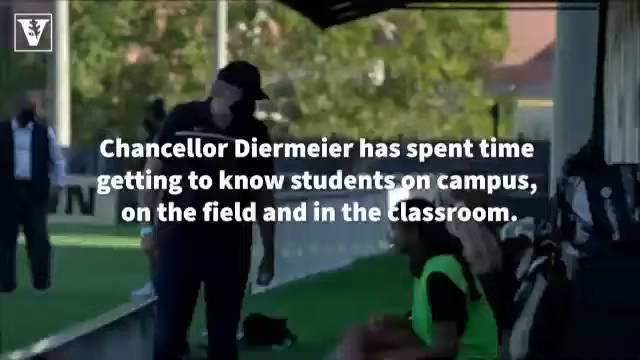 V
Chancellor Diermeier has spent time
getting to know students on campus,
on the field and in the classroom.